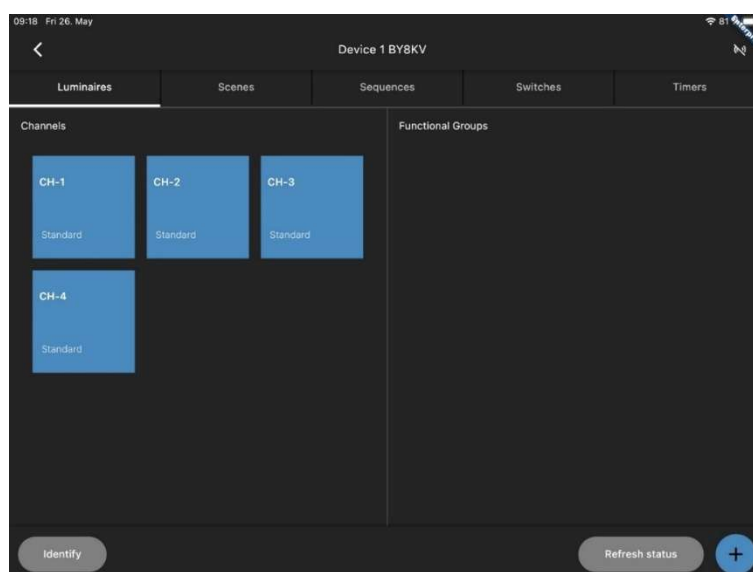 09:18 Fri 26. May
81
Device 1 BY8KV
Luminaires
Scenes
Sequences
Switches
Timers
Channels
Functional Groups
CH-1
CH-2
CH-3
Standard
Standard
Standard
CH-4
Standard
Identify
Refresh status
+